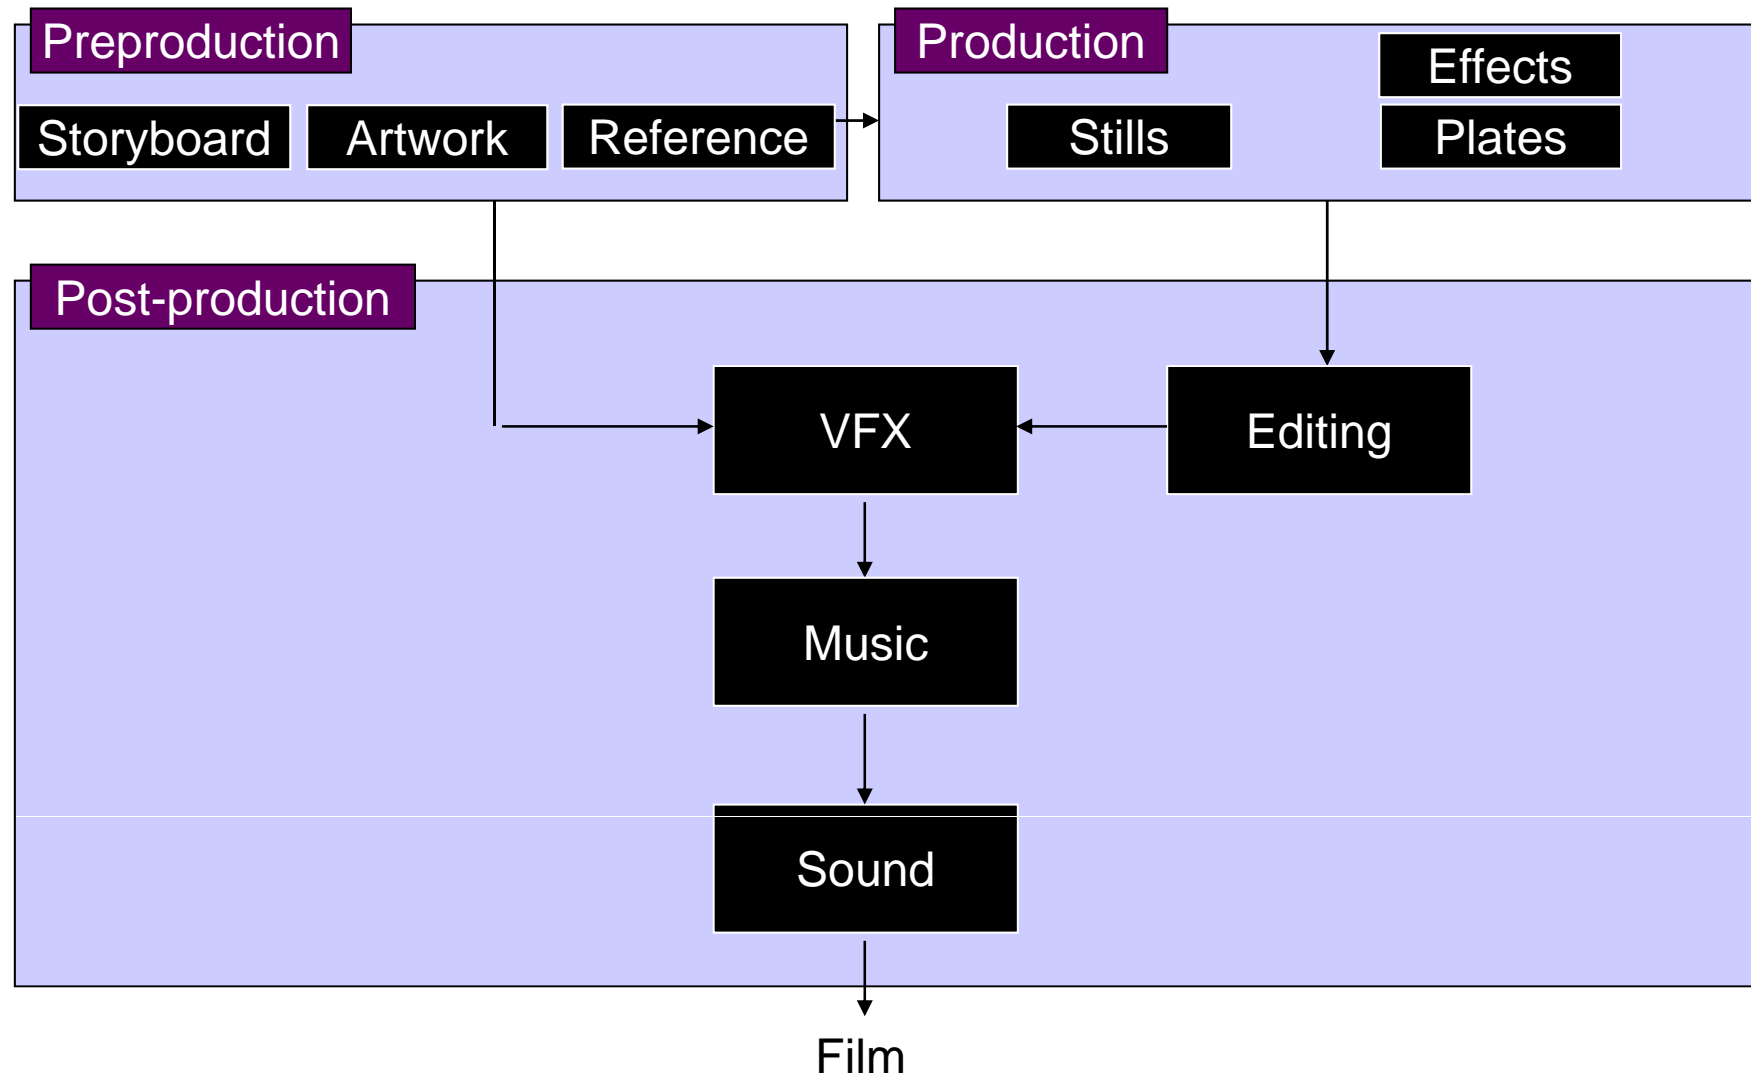 Preproduction
Storyboard
Artwork
Reference
Production
Effects
Stills
Plates
Post-production
VFX
Editing
Music
Sound
Film